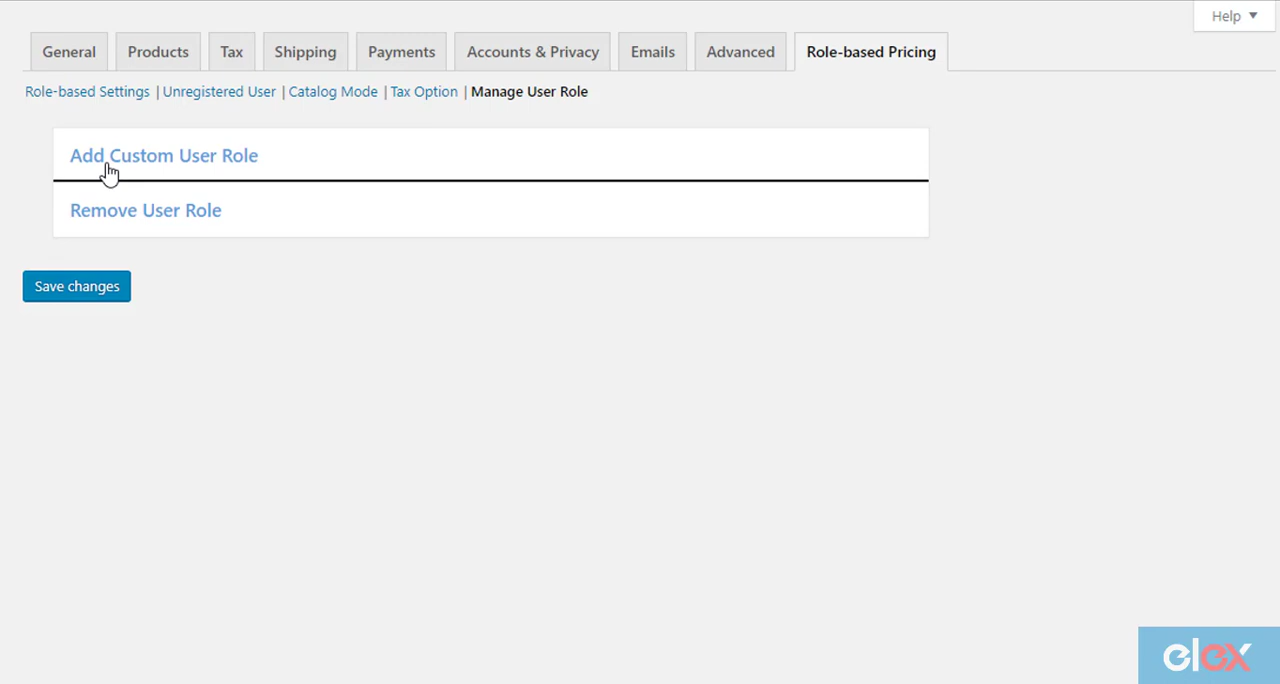 Help
General Products Tax Shipping Payments Accounts & Privacy Emails Advanced Role-based Pricing
Role-based Settings | Unregistered User | Catalog Mode | Tax Option | Manage User Role
Add Custom User Role
Remove User Role
Save changes
elex